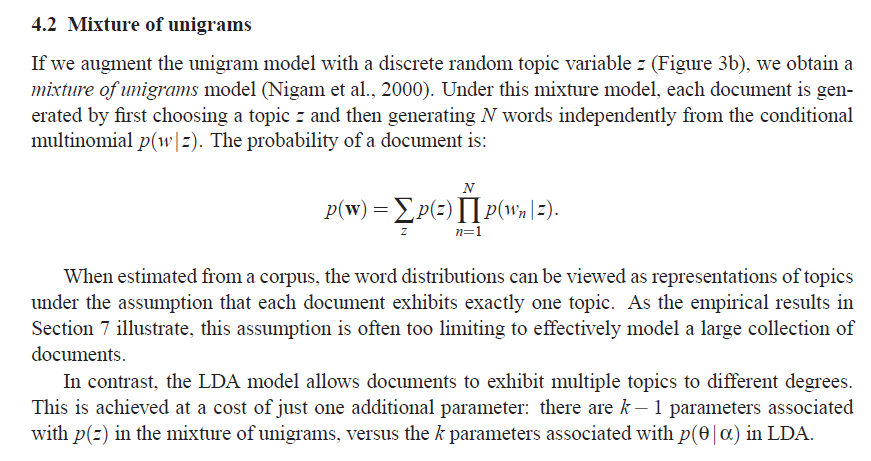 4.2 Mixture of unigrams
If we augment the unigram model with a discrete random topic variable z (Figure 3b), we obtain a
mixture of unigrams model (Nigam et al., 2000). Under this mixture model, each document is gen-
erated by first choosing a topic z and then generating N words independently from the conditional
multinomial p(w|z). The probability of a document is:
p(w) = ∑_z p(z) ∏_{n=1}^{N} p(w_n|z).
When estimated from a corpus, the word distributions can be viewed as representations of topics
under the assumption that each document exhibits exactly one topic. As the empirical results in
Section 7 illustrate, this assumption is often too limiting to effectively model a large collection of
documents.
In contrast, the LDA model allows documents to exhibit multiple topics to different degrees.
This is achieved at a cost of just one additional parameter: there are k − 1 parameters associated
with p(z) in the mixture of unigrams, versus the k parameters associated with p(θ|α) in LDA.